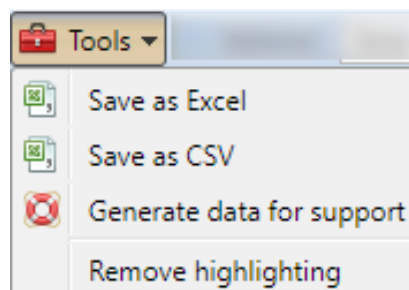 Tools
Save as Excel
Save as CSV
Generate data for support
Remove highlighting